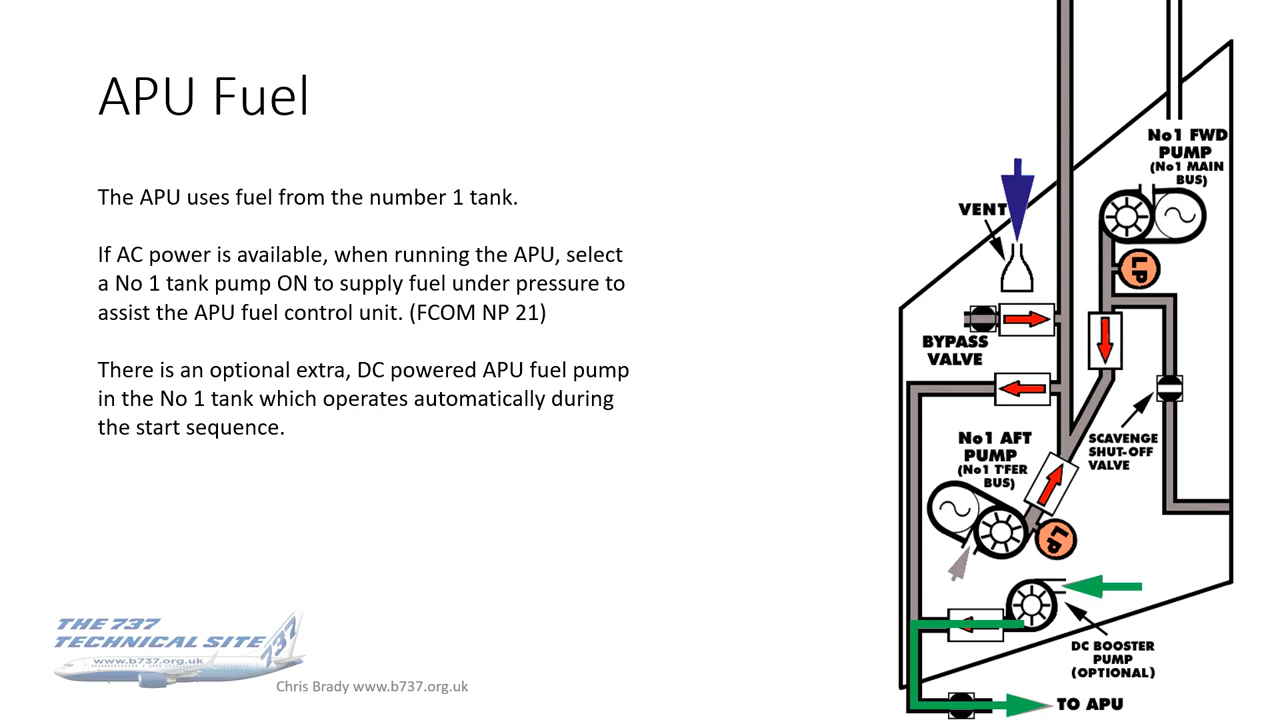 APU Fuel
The APU uses fuel from the number 1 tank.
If AC power is available, when running the APU, select
a No 1 tank pump ON to supply fuel under pressure to
assist the APU fuel control unit. (FCOM NP 21)
There is an optional extra, DC powered APU fuel pump
in the No 1 tank which operates automatically during
the start sequence.
No1 FWD
PUMP
(No1 MAIN
BUS)
VENT
LP
BYPASS
VALVE
SCAVENGE
SHUT-OFF
VALVE
No1 AFT
PUMP
(No1 T'FER
BUS)
LP
DC BOOSTER
PUMP
(OPTIONAL)
TO APU
THE 737
TECHNICAL SITE
www.b737.org.uk
737
Chris Brady www.b737.org.uk